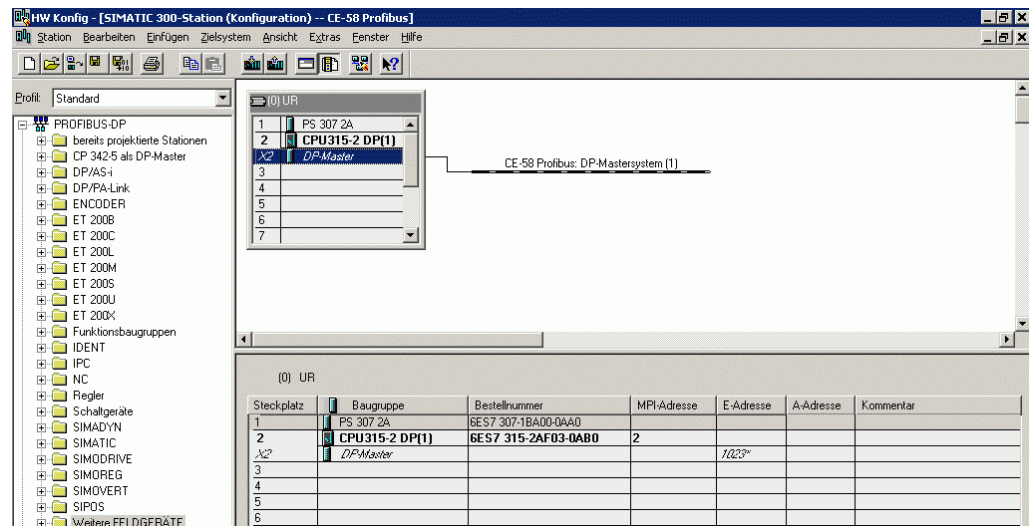 HW Konfig - [SIMATIC 300-Station (Konfiguration) -- CE-58 Profibus]
Station Bearbeiten Einfügen Zielsystem Ansicht Extras Fenster Hilfe
Profil: Standard
PROFIBUS-DP
bereits projektierte Stationen
CP 342-5 als DP-Master
DP/AS-i
DP/PA-Link
ENCODER
ET 200B
ET 200C
ET 200L
ET 200M
ET 200S
ET 200U
ET 200X
Funktionsbaugruppen
IDENT
IPC
NC
Regler
Schaltgeräte
SIMADYN
SIMATIC
SIMODRIVE
SIMOREG
SIMOVERT
SIPOS
Weitere FELDGERÄTE
(0) UR
1 PS 307 2A
2 CPU315-2 DP(1)
X2 DP-Master
3
4
5
6
7
CE-58 Profibus: DP-Mastersystem (1)
(0) UR
Steckplatz Baugruppe Bestellnummer MPI-Adresse E-Adresse A-Adresse Kommentar
1 PS 307 2A 6ES7 307-1BA00-0AA0
2 CPU315-2 DP(1) 6ES7 315-2AF03-0AB0 2
X2 DP-Master 1023*
3
4
5
6